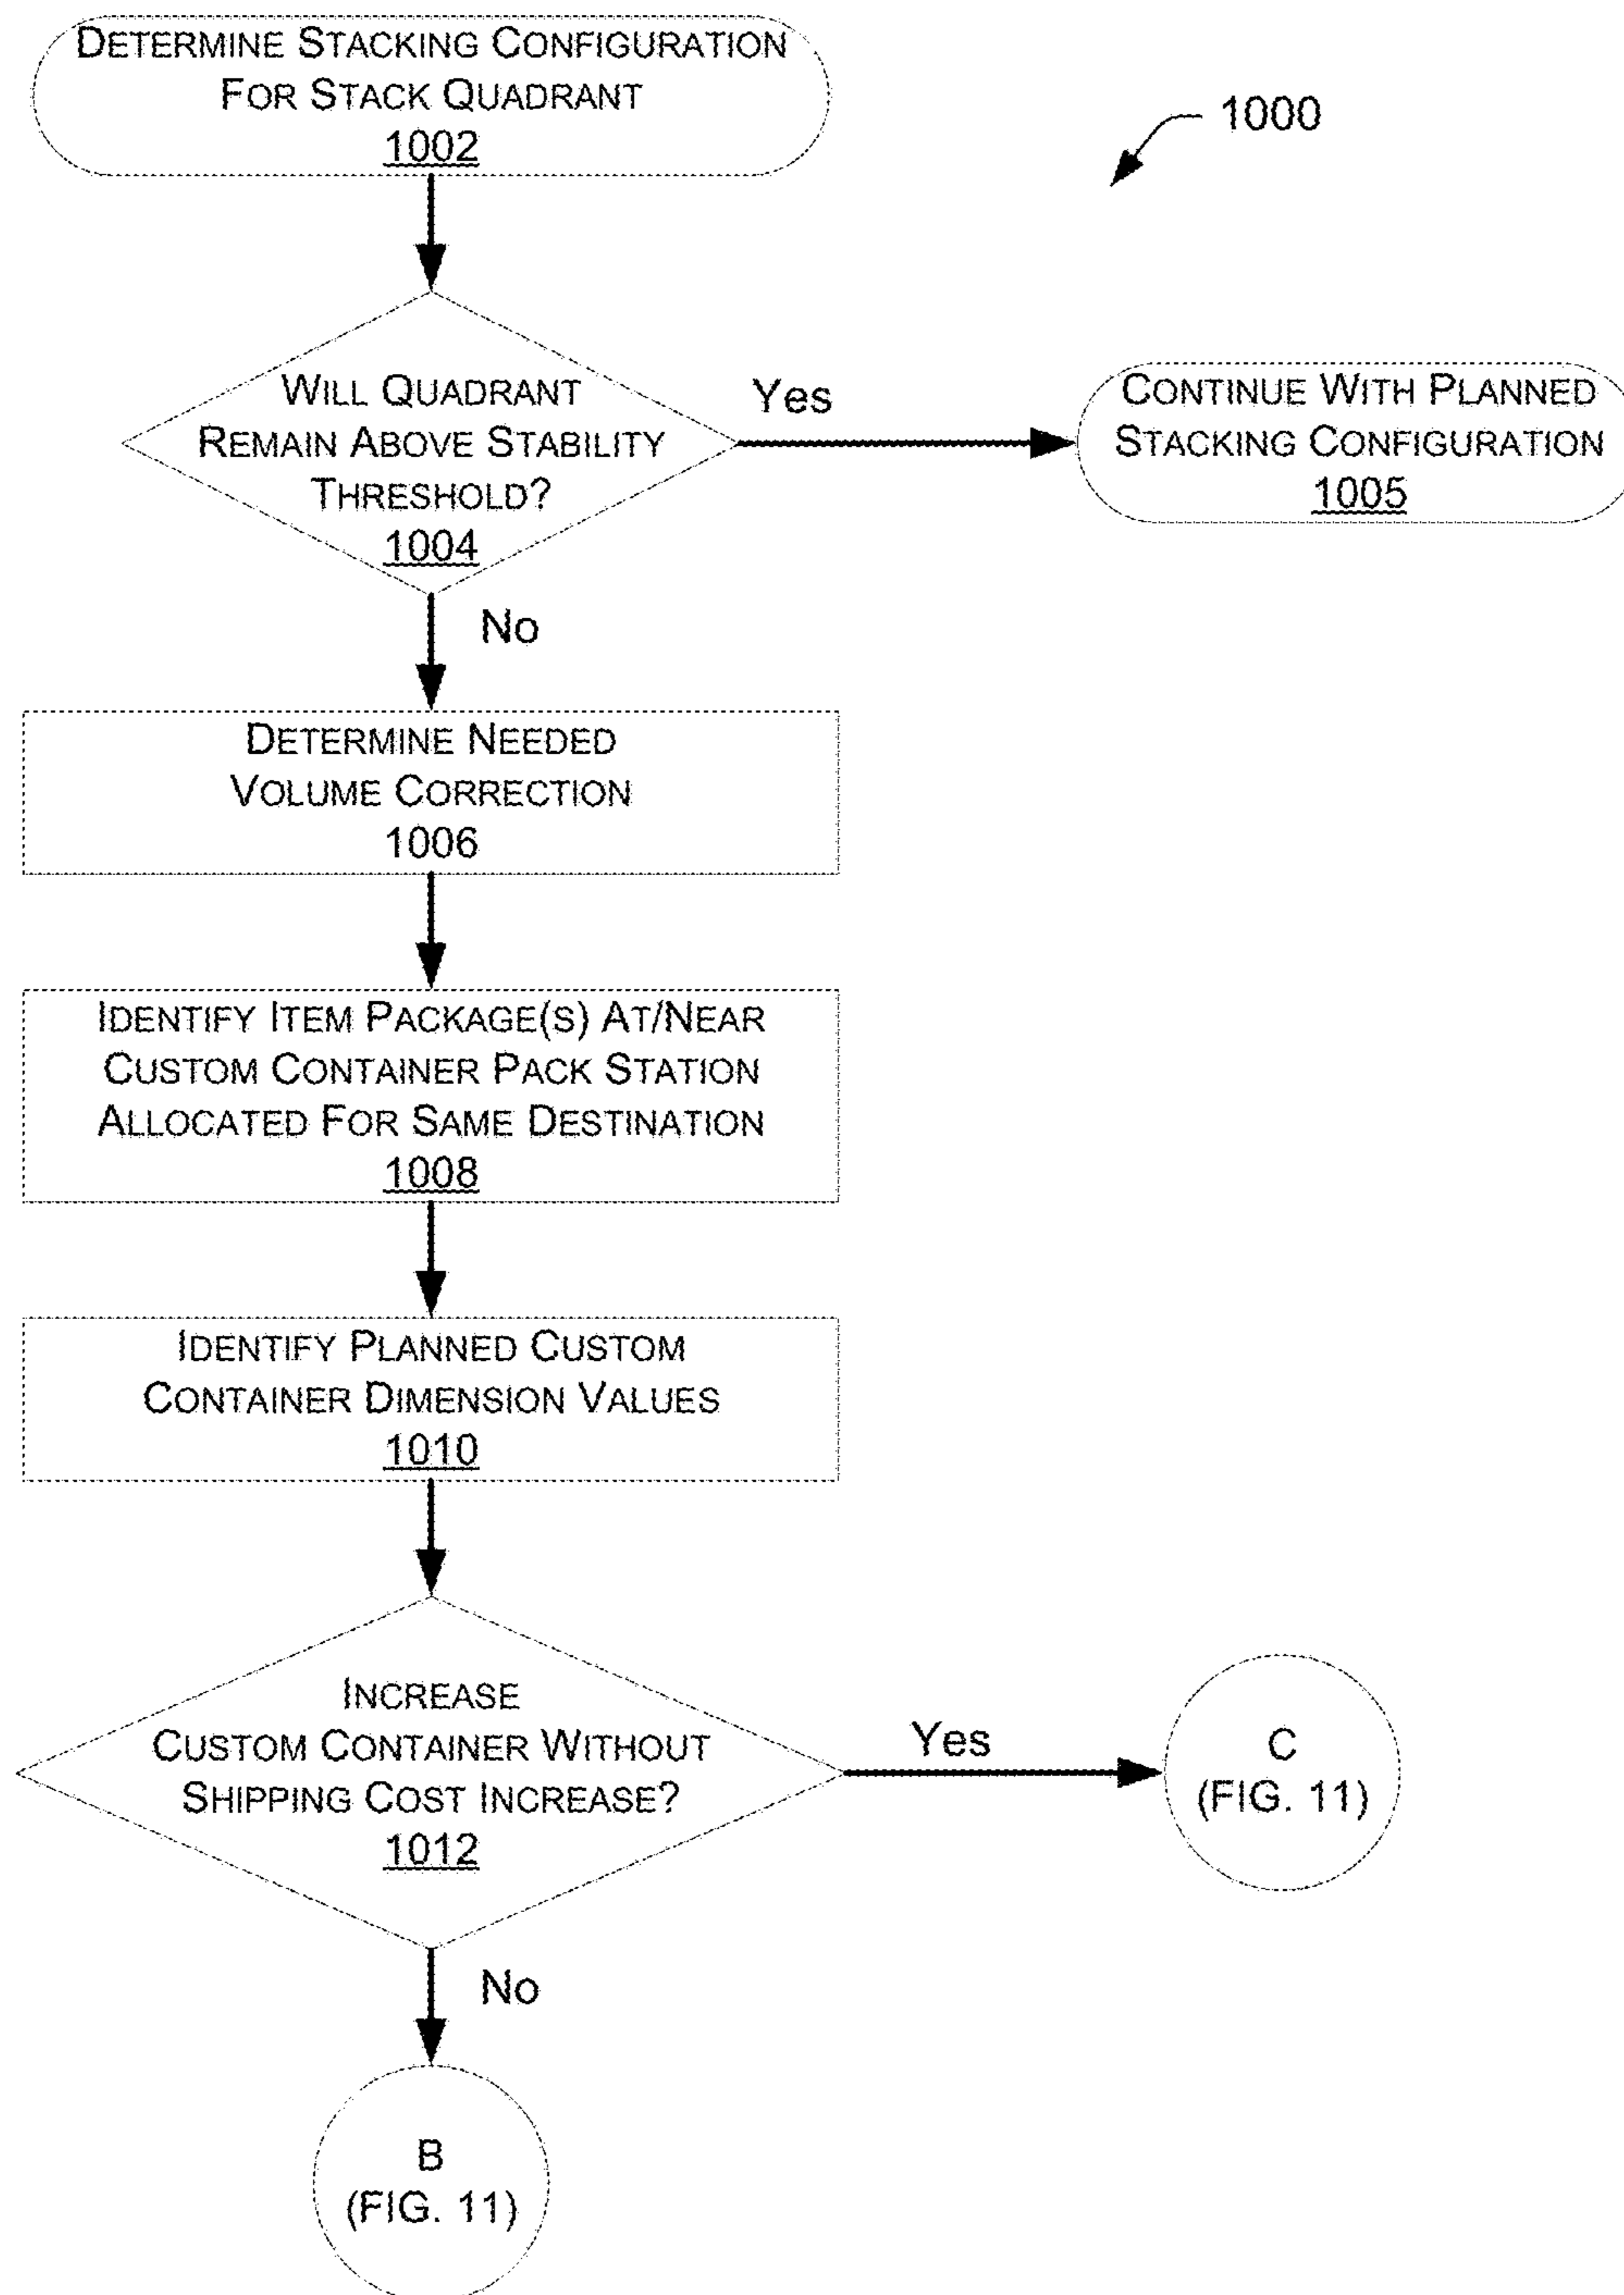 DETERMINE STACKING CONFIGURATION
FOR STACK QUADRANT
1002
1000
WILL QUADRANT
REMAIN ABOVE STABILITY
THRESHOLD?
1004
Yes
CONTINUE WITH PLANNED
STACKING CONFIGURATION
1005
No
DETERMINE NEEDED
VOLUME CORRECTION
1006
IDENTIFY ITEM PACKAGE(S) AT/NEAR
CUSTOM CONTAINER PACK STATION
ALLOCATED FOR SAME DESTINATION
1008
IDENTIFY PLANNED CUSTOM
CONTAINER DIMENSION VALUES
1010
INCREASE
CUSTOM CONTAINER WITHOUT
SHIPPING COST INCREASE?
1012
Yes
C
(FIG. 11)
No
B
(FIG. 11)